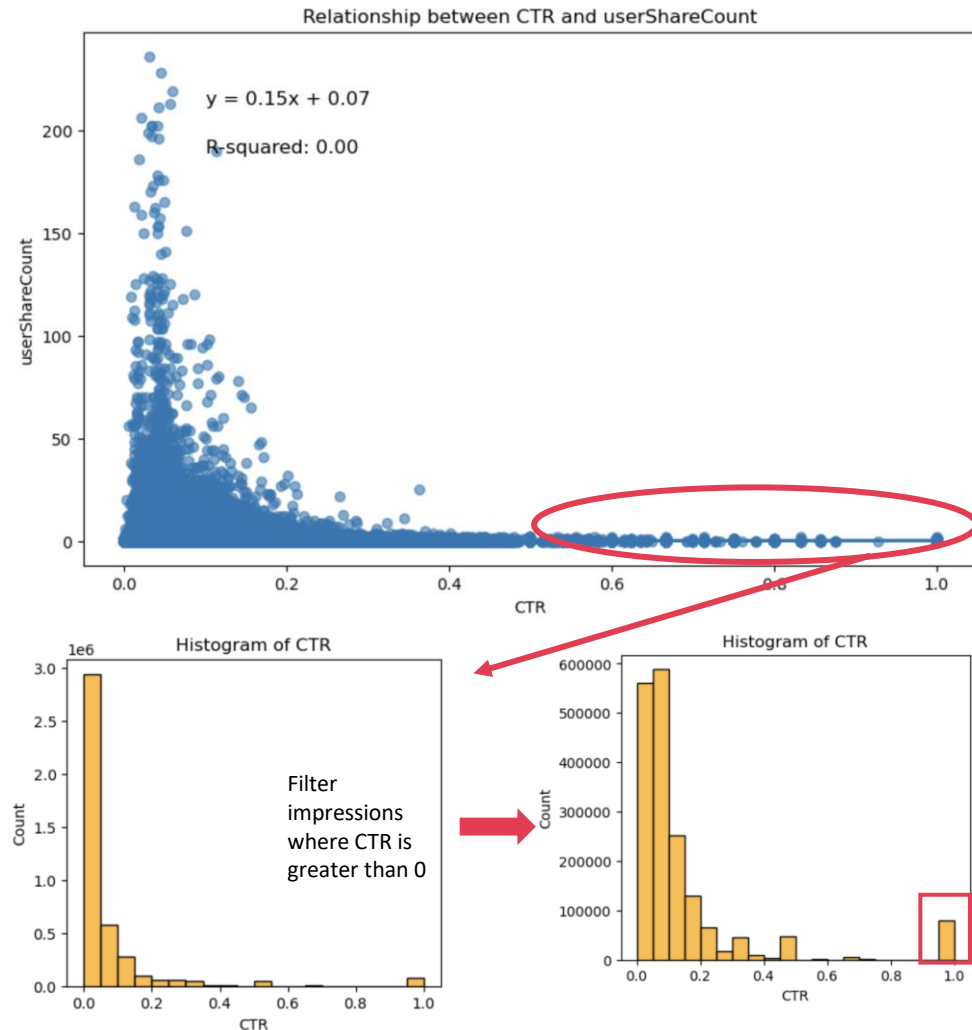 Relationship between CTR and userShareCount
y = 0.15x + 0.07
R-squared: 0.00
userShareCount
200
150
100
50
0
0.0 0.2 0.4 0.6 0.8 1.0
CTR
Histogram of CTR
1e6
Count
3.0
2.5
2.0
1.5
1.0
0.5
0.0
0.0 0.2 0.4 0.6 0.8 1.0
CTR
Filter
impressions
where CTR is
greater than 0
Histogram of CTR
Count
600000
500000
400000
300000
200000
100000
0
0.0 0.2 0.4 0.6 0.8 1.0
CTR